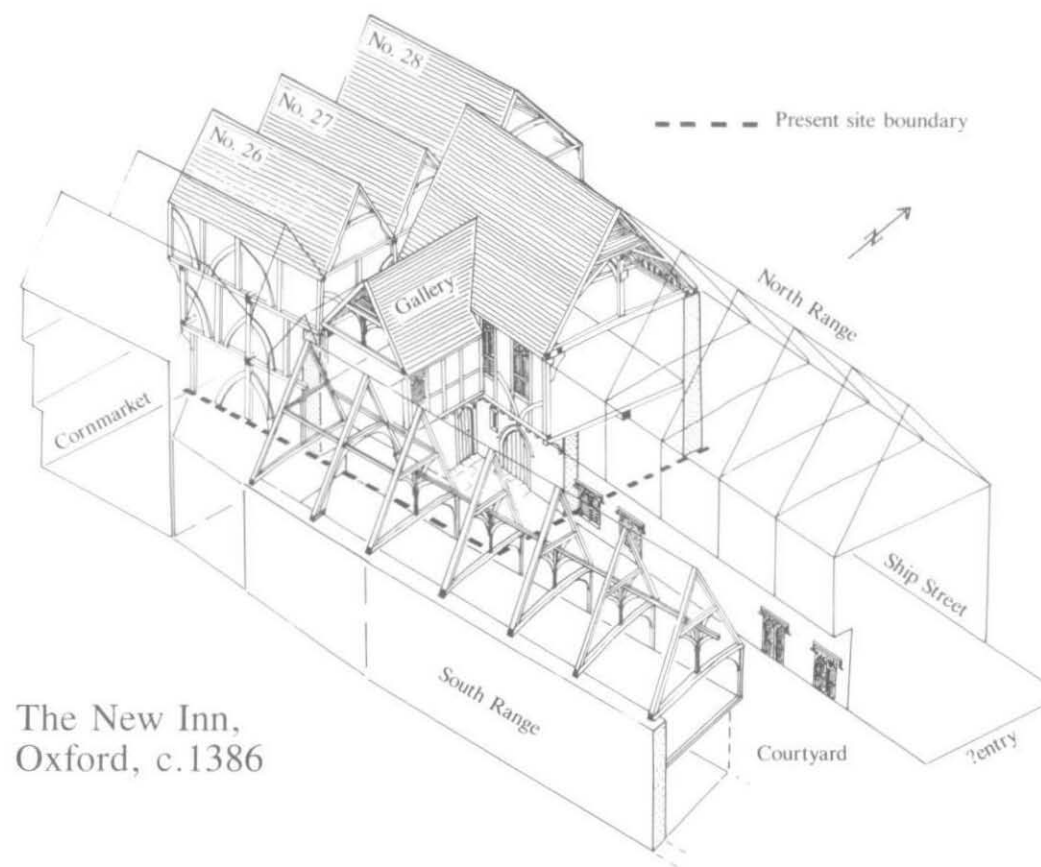 No. 28
No. 27
No. 26
Present site boundary
N
Gallery
North Range
Cornmarket
Ship Street
South Range
The New Inn,
Oxford, c.1386
Courtyard
?entry